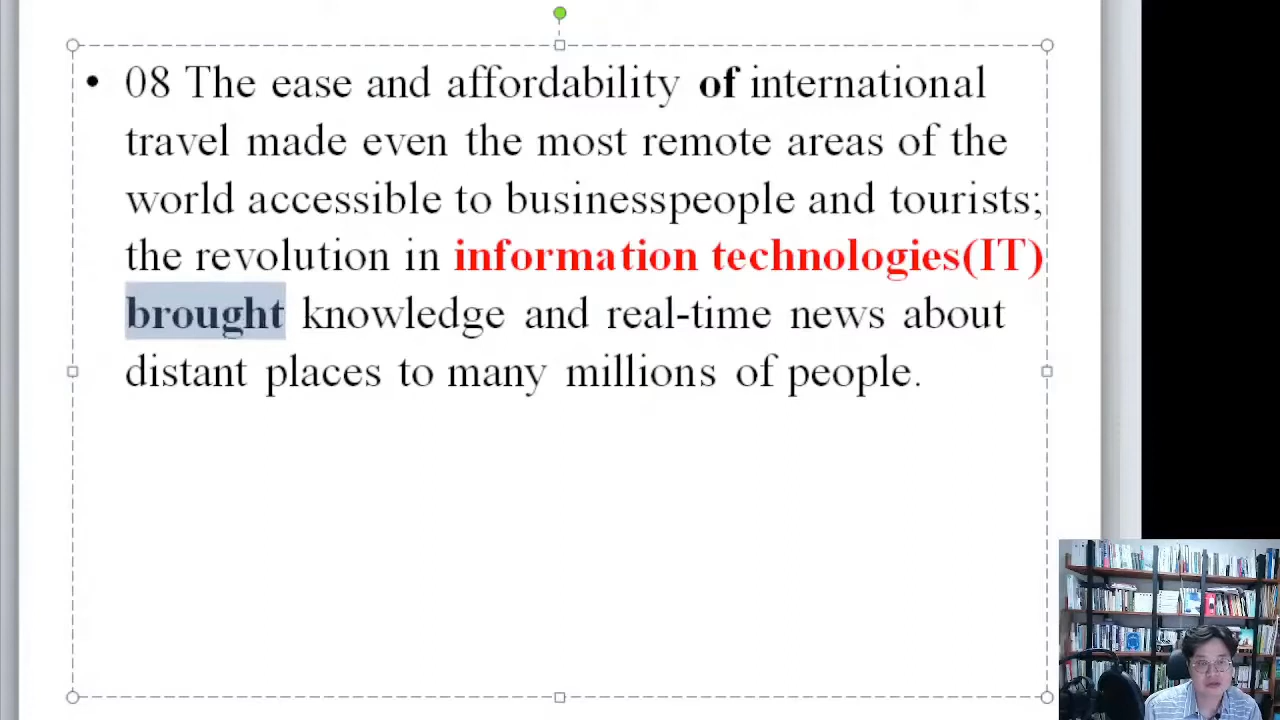 • 08 The ease and affordability of international
travel made even the most remote areas of the
world accessible to businesspeople and tourists;
the revolution in information technologies(IT)
brought knowledge and real-time news about
distant places to many millions of people.